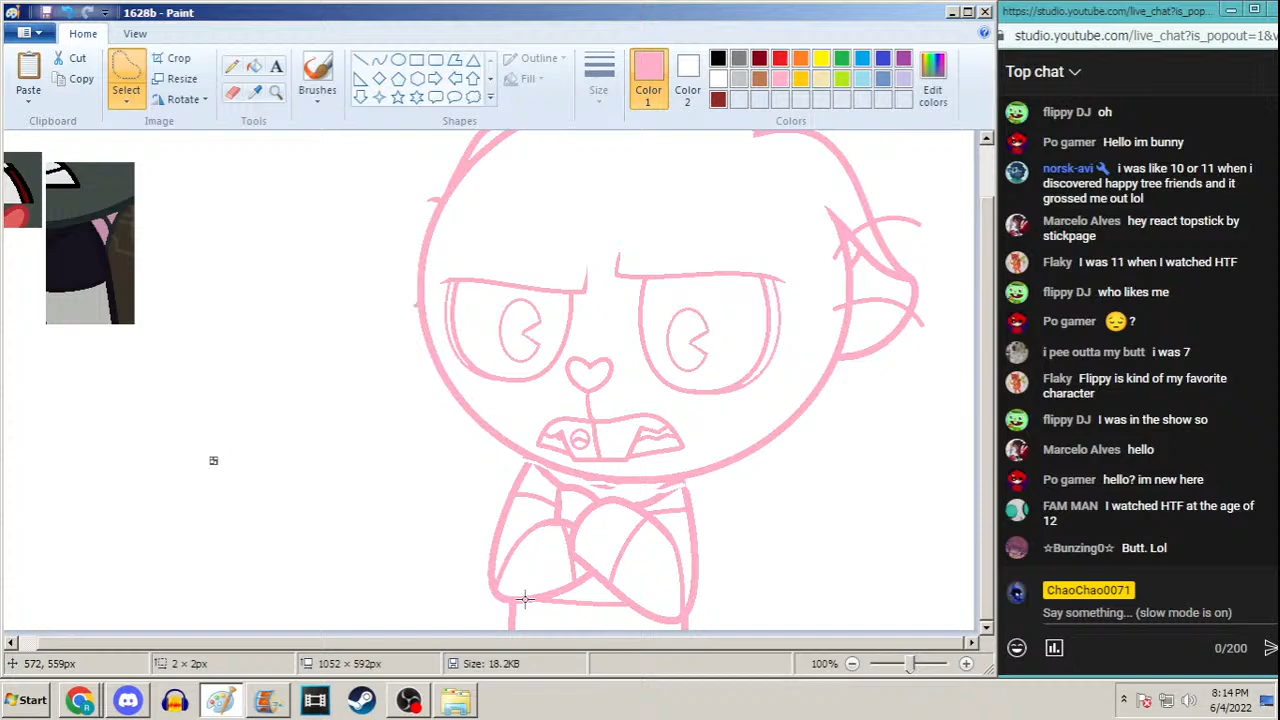 1628b - Paint
https://studio.youtube.com/live_chat?is_pop...
Home
View
studio.youtube.com/live_chat?is_popout=1&v
Paste
Cut
Copy
Clipboard
Select
Crop
Resize
Rotate
Image
A
Tools
Brushes
Outline
Fill
Shapes
Size
Color
1
Color
2
Edit
colors
Colors
Top chat
flippy DJ oh
Po gamer Hello im bunny
norsk-avi i was like 10 or 11 when i
discovered happy tree friends and it
grossed me out lol
Marcelo Alves hey react topstick by
stickpage
Flaky I was 11 when I watched HTF
flippy DJ who likes me
Po gamer 😔 ?
i pee outta my butt i was 7
Flaky Flippy is kind of my favorite
character
flippy DJ I was in the show so
Marcelo Alves hello
Po gamer hello? im new here
FAM MAN I watched HTF at the age of
12
☆Bunzing0☆ Butt. Lol
ChaoChao0071
Say something... (slow mode is on)
0/200
572, 559px
2 × 2px
1052 × 592px
Size: 18.2KB
100%
Start
8:14 PM
6/4/2022